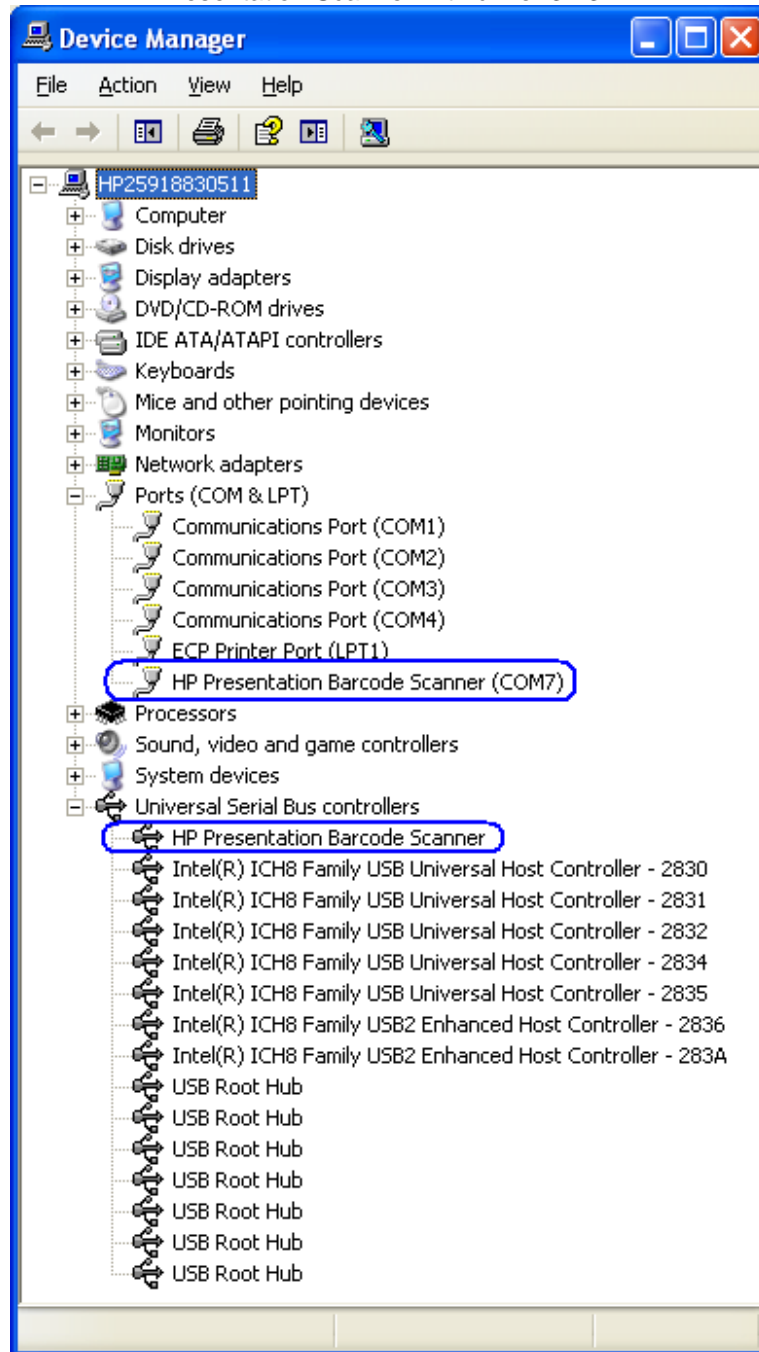 Device Manager
File Action View Help
HP25918830511
Computer
Disk drives
Display adapters
DVD/CD-ROM drives
IDE ATA/ATAPI controllers
Keyboards
Mice and other pointing devices
Monitors
Network adapters
Ports (COM & LPT)
Communications Port (COM1)
Communications Port (COM2)
Communications Port (COM3)
Communications Port (COM4)
ECP Printer Port (LPT1)
HP Presentation Barcode Scanner (COM7)
Processors
Sound, video and game controllers
System devices
Universal Serial Bus controllers
HP Presentation Barcode Scanner
Intel(R) ICH8 Family USB Universal Host Controller - 2830
Intel(R) ICH8 Family USB Universal Host Controller - 2831
Intel(R) ICH8 Family USB Universal Host Controller - 2832
Intel(R) ICH8 Family USB Universal Host Controller - 2834
Intel(R) ICH8 Family USB Universal Host Controller - 2835
Intel(R) ICH8 Family USB2 Enhanced Host Controller - 2836
Intel(R) ICH8 Family USB2 Enhanced Host Controller - 283A
USB Root Hub
USB Root Hub
USB Root Hub
USB Root Hub
USB Root Hub
USB Root Hub
USB Root Hub